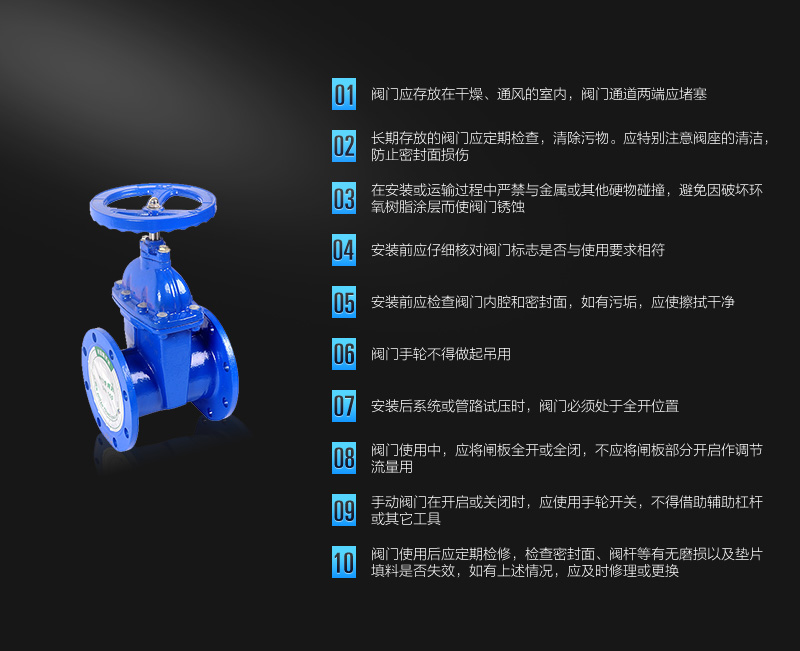 01
阀门应存放在干燥、通风的室内，阀门通道两端应堵塞
02
长期存放的阀门应定期检查，清除污物。应特别注意阀座的清洁，
防止密封面损伤
03
在安装或运输过程中严禁与金属或其他硬物碰撞，避免因破坏环
氧树脂涂层而使阀门锈蚀
04
安装前应仔细核对阀门标志是否与使用要求相符
05
安装前应检查阀门内腔和密封面，如有污垢，应使擦拭干净
06
阀门手轮不得做起吊用
07
安装后系统或管路试压时，阀门必须处于全开位置
08
阀门使用中，应将闸板全开或全闭，不应将闸板部分开启作调节
流量用
09
手动阀门在开启或关闭时，应使用手轮开关，不得借助辅助杠杆
或其它工具
10
阀门使用后应定期检修，检查密封面、阀杆等有无磨损以及垫片
填料是否失效，如有上述情况，应及时修理或更换